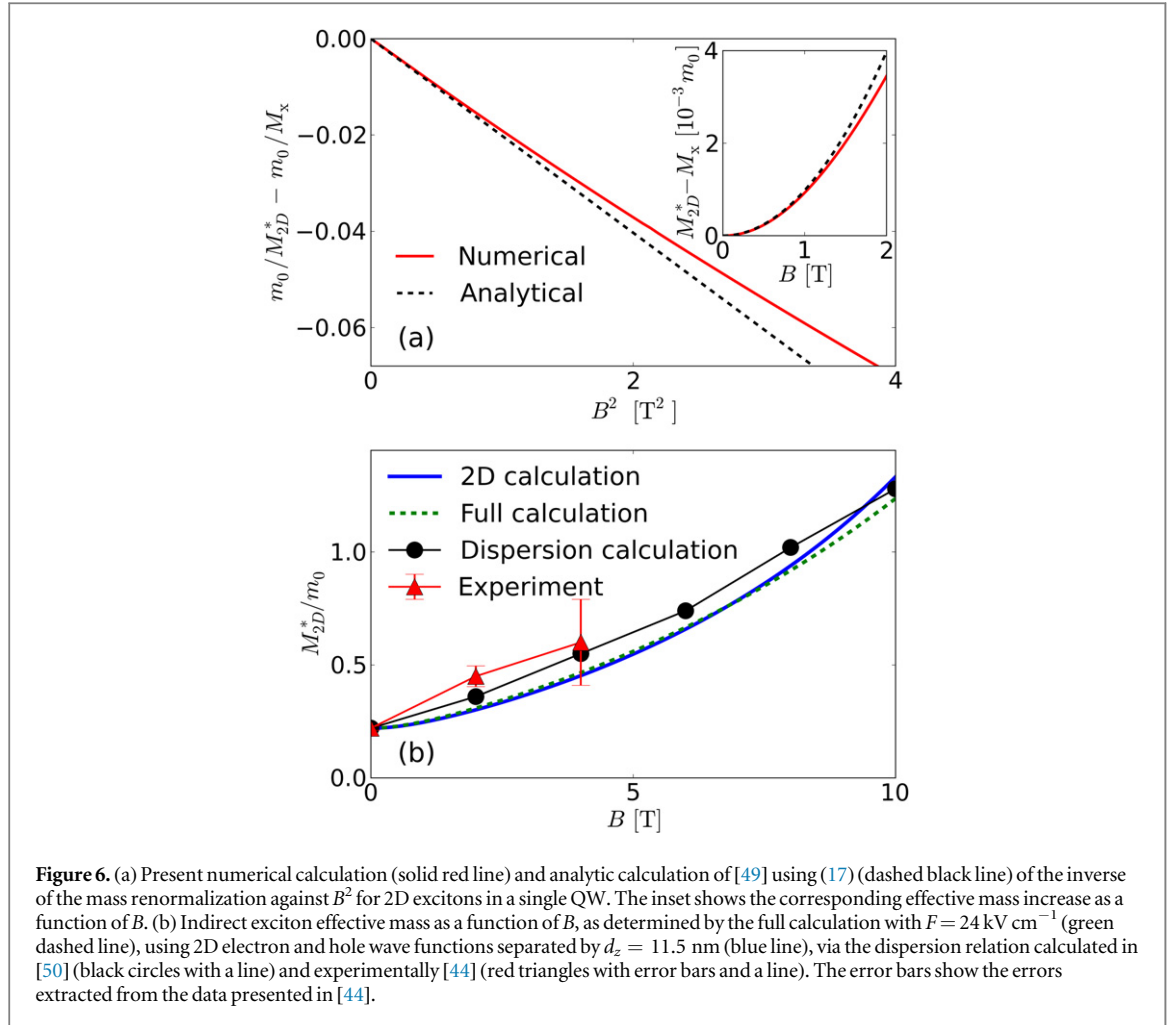 0.00
−0.02
−0.04
−0.06
m₀/M*₂D − m₀/Mₓ
Numerical
Analytical
(a)
0
2
4
B² [T²]
4
2
0
M*₂D − Mₓ [10⁻³ m₀]
0
1
2
B [T]
2D calculation
Full calculation
Dispersion calculation
Experiment
1.0
0.5
0.0
M*₂D/m₀
(b)
0
5
10
B [T]
Figure 6. (a) Present numerical calculation (solid red line) and analytic calculation of [49] using (17) (dashed black line) of the inverse
of the mass renormalization against B² for 2D excitons in a single QW. The inset shows the corresponding effective mass increase as a
function of B. (b) Indirect exciton effective mass as a function of B, as determined by the full calculation with F = 24 kV cm⁻¹ (green
dashed line), using 2D electron and hole wave functions separated by d_z = 11.5 nm (blue line), via the dispersion relation calculated in
[50] (black circles with a line) and experimentally [44] (red triangles with error bars and a line). The error bars show the errors
extracted from the data presented in [44].